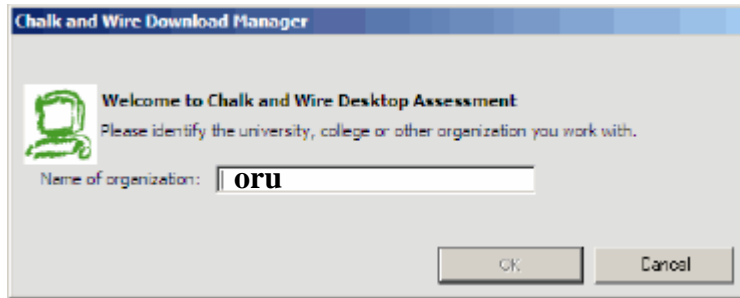 Chalk and Wire Download Manager
Welcome to Chalk and Wire Desktop Assessment
Please identify the university, college or other organization you work with.
Name of organization: oru
OK Cancel